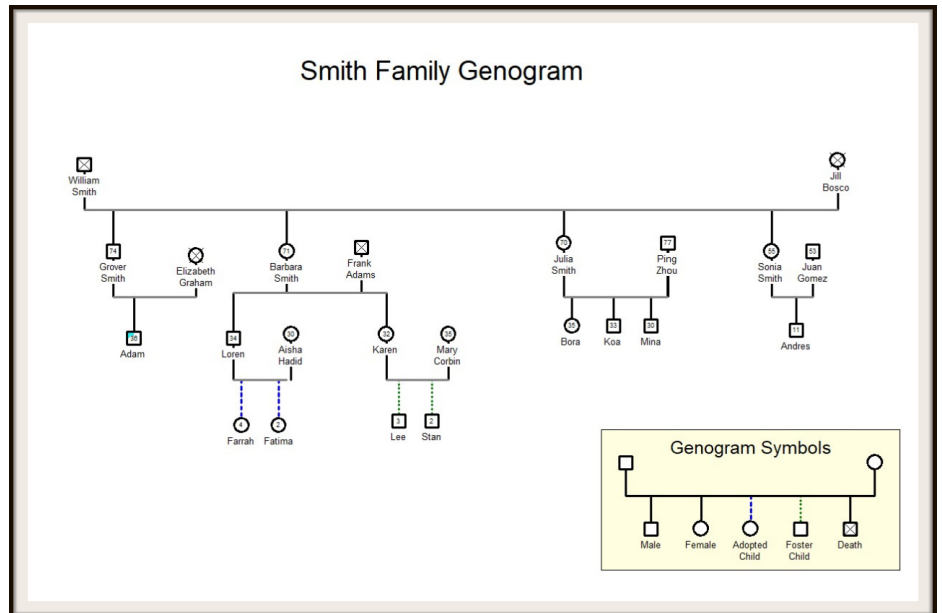 Smith Family Genogram
William
Smith
Jill
Bosco
74
Grover
Smith
Elizabeth
Graham
71
Barbara
Smith
Frank
Adams
70
Julia
Smith
77
Ping
Zhou
55
Sonia
Smith
53
Juan
Gomez
Adam
34
Loren
30
Aisha
Hadid
32
Karen
35
Mary
Corbin
35
Bora
33
Koa
30
Mina
11
Andres
4
Farrah
2
Fatima
3
Lee
2
Stan
Genogram Symbols
Male
Female
Adopted
Child
Foster
Child
Death